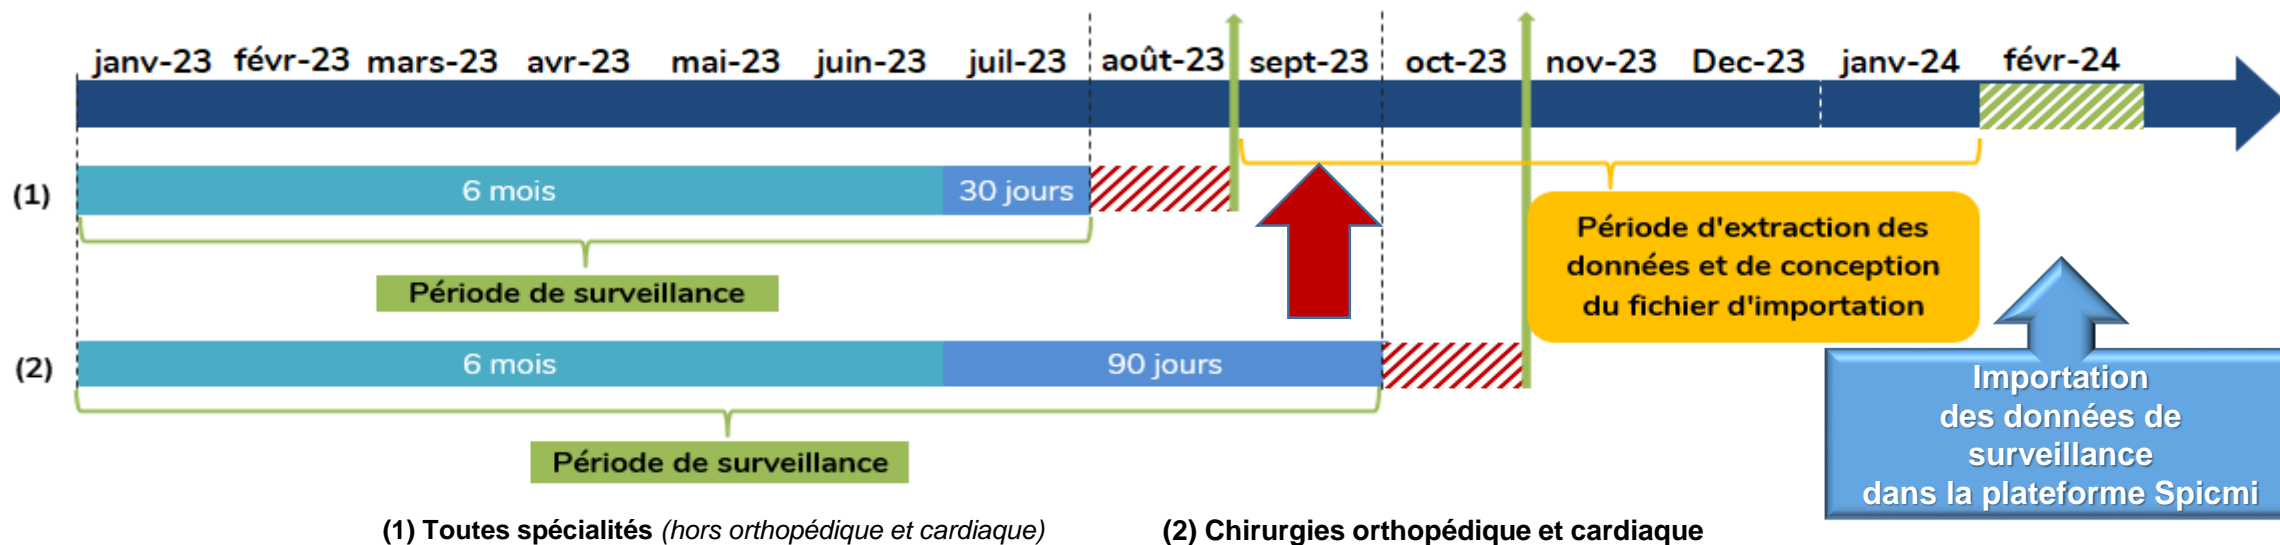 janv-23 févr-23 mars-23 avr-23 mai-23 juin-23 juil-23 août-23 sept-23 oct-23 nov-23 Dec-23 janv-24 févr-24
(1) 6 mois 30 jours
Période d'extraction des
données et de conception
du fichier d'importation
Période de surveillance
(2) 6 mois 90 jours
Importation
des données de
surveillance
dans la plateforme Spicmi
Période de surveillance
(1) Toutes spécialités (hors orthopédique et cardiaque) (2) Chirurgies orthopédique et cardiaque